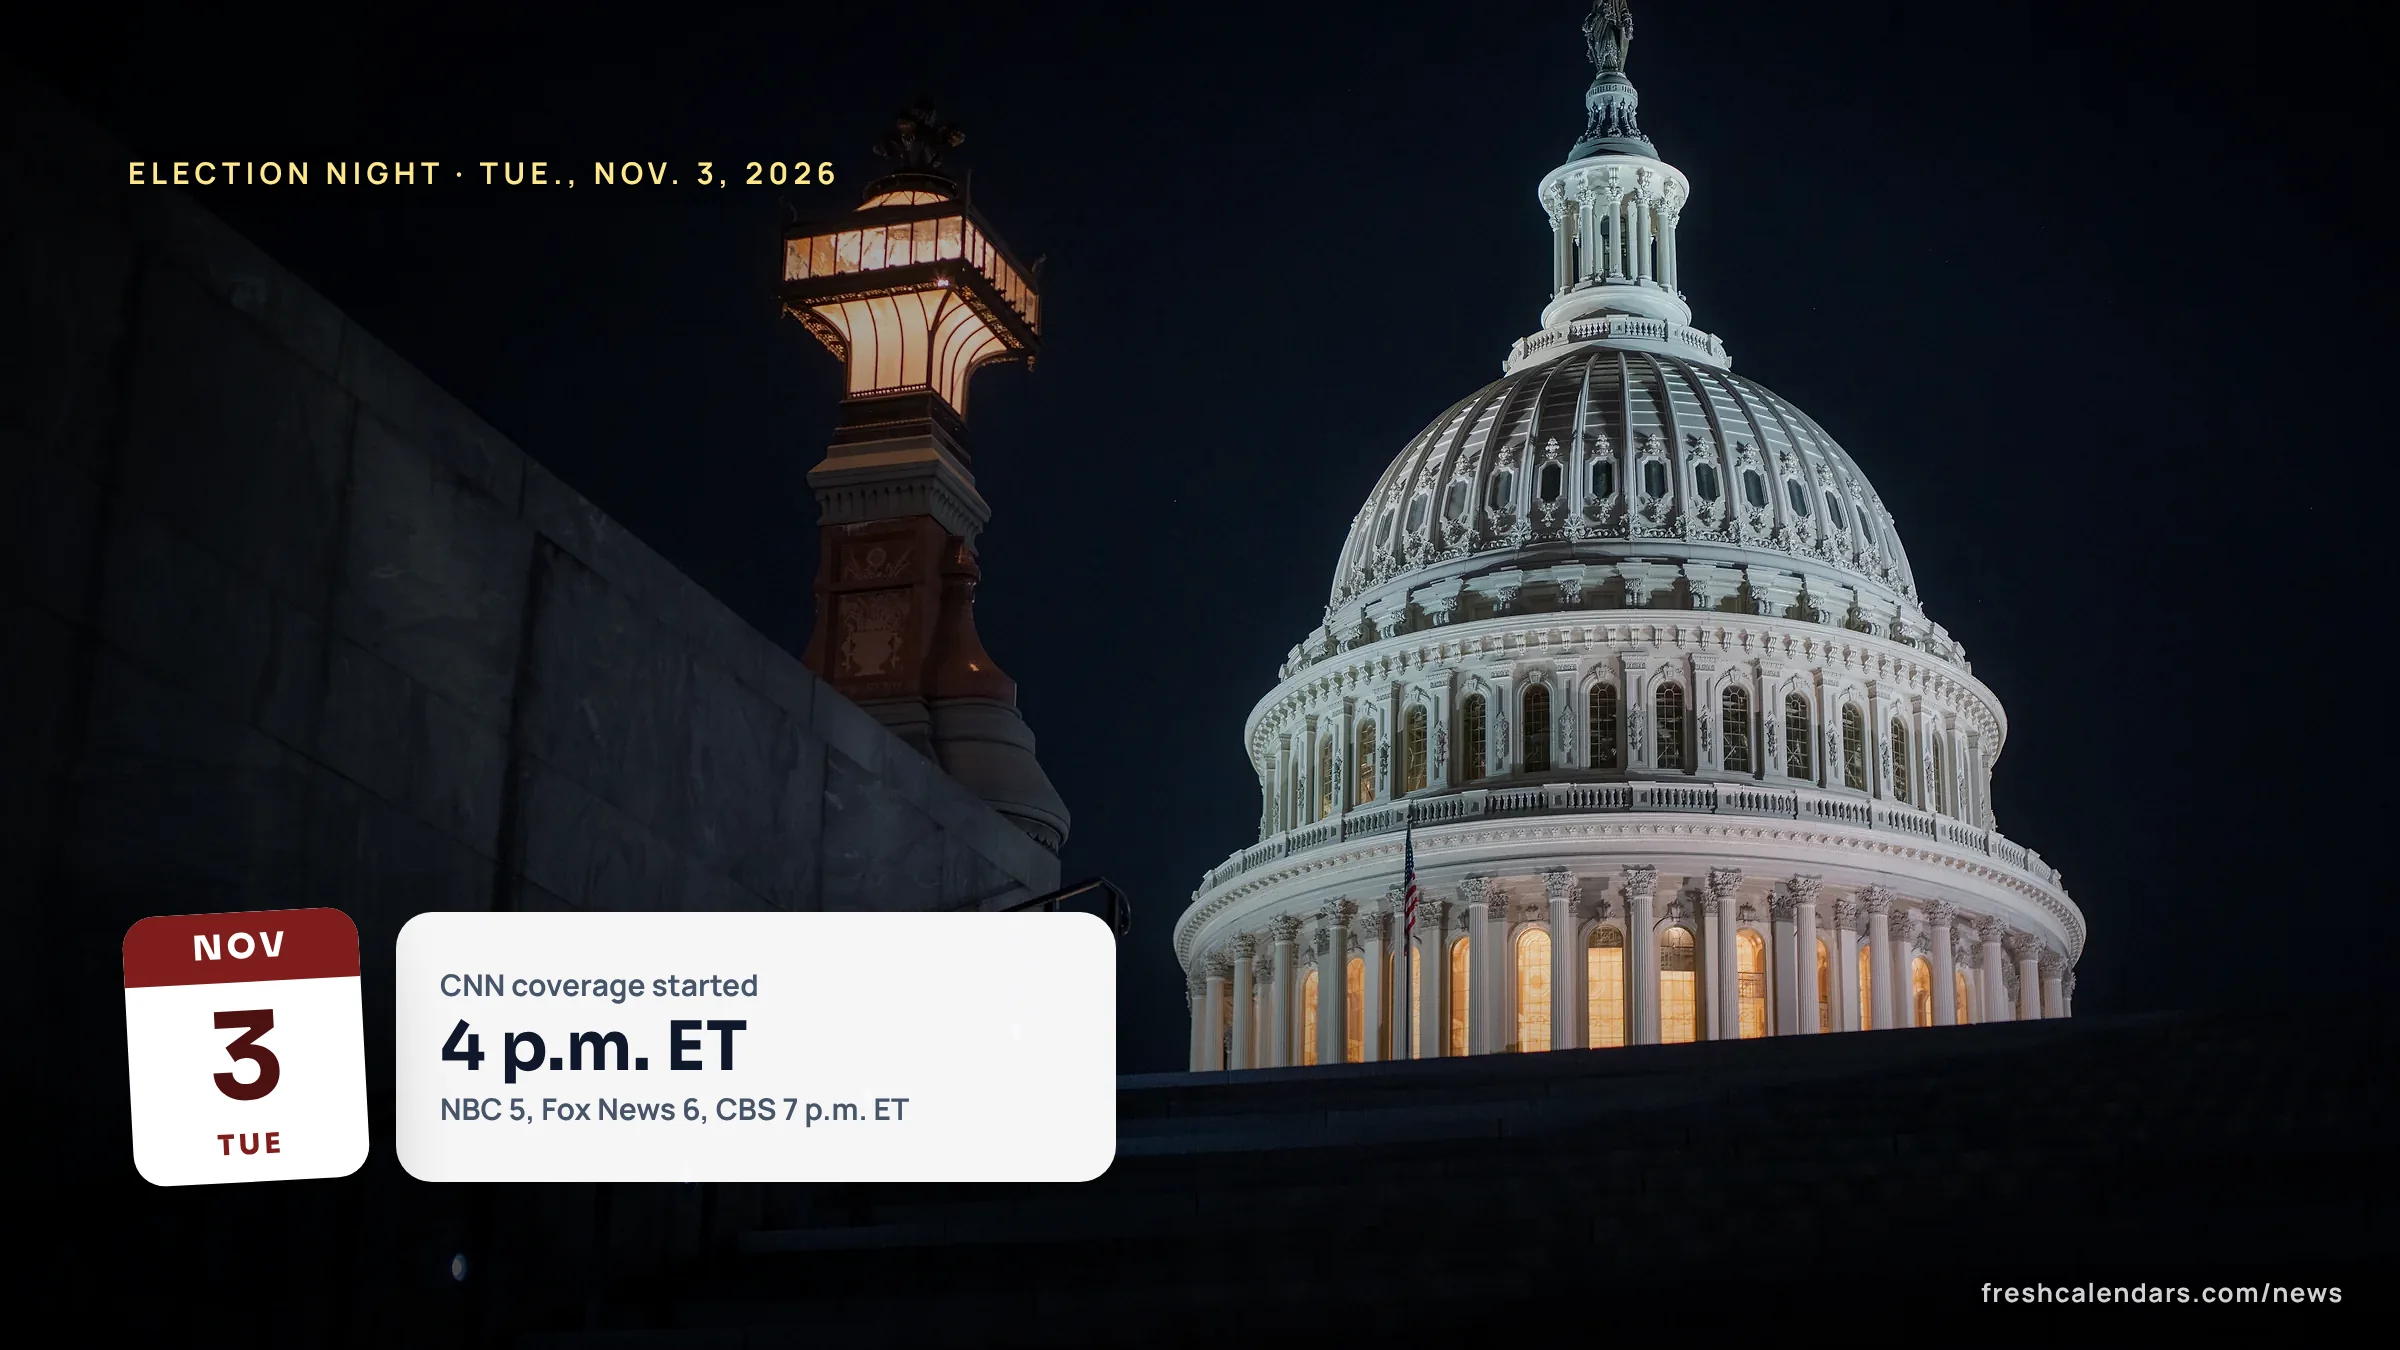 ELECTION NIGHT · TUE., NOV. 3, 2026
NOV
3
TUE
CNN coverage started
4 p.m. ET
NBC 5, Fox News 6, CBS 7 p.m. ET
freshcalendars.com/news